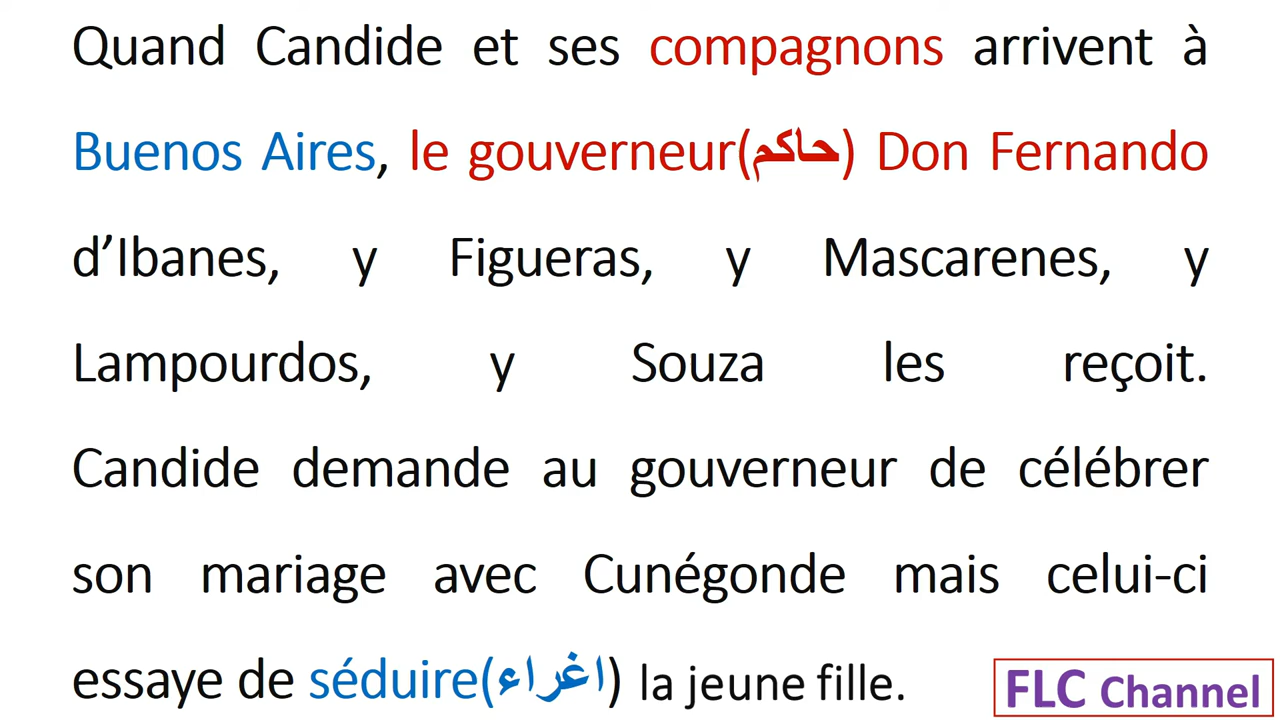 Quand Candide et ses compagnons arrivent à
Buenos Aires, le gouverneur(حاكم) Don Fernando
d’Ibanes, y Figueras, y Mascarenes, y
Lampourdos, y Souza les reçoit.
Candide demande au gouverneur de célébrer
son mariage avec Cunégonde mais celui-ci
essaye de séduire(اغراء) la jeune fille.
FLC Channel